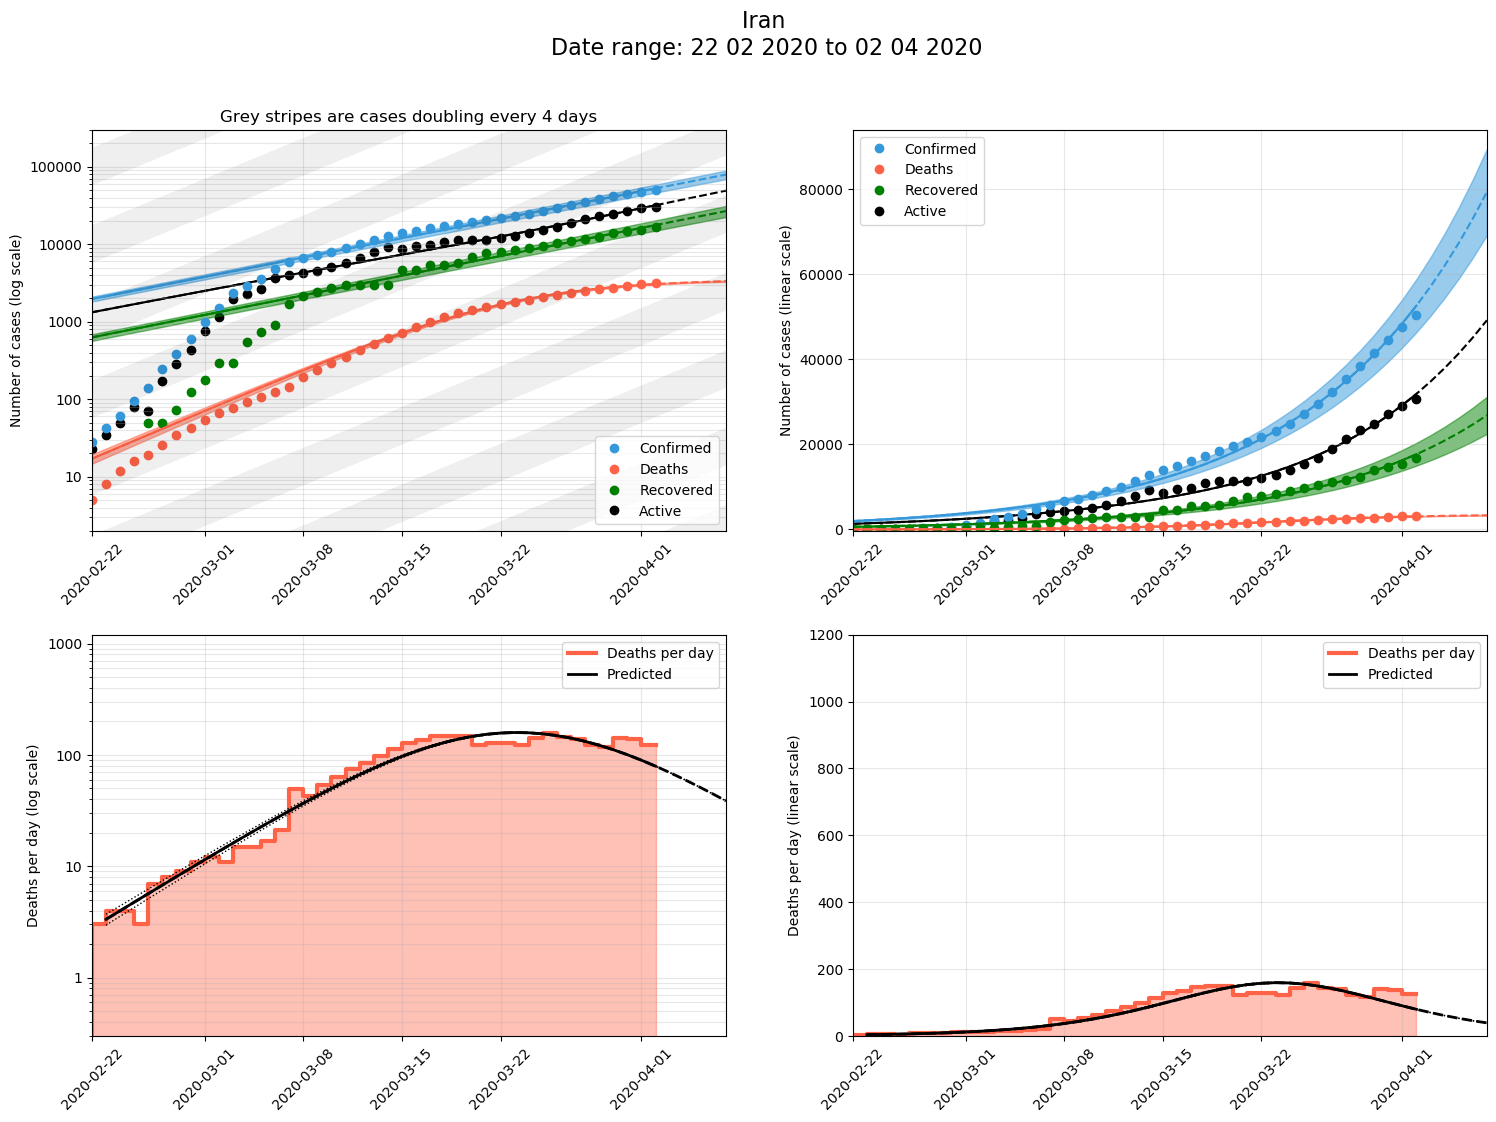 Iran
Date range: 22 02 2020 to 02 04 2020
Grey stripes are cases doubling every 4 days
Number of cases (log scale)
100000
10000
1000
100
10
Confirmed
Deaths
Recovered
Active
2020-02-22
2020-03-01
2020-03-08
2020-03-15
2020-03-22
2020-04-01
Number of cases (linear scale)
80000
60000
40000
20000
0
Confirmed
Deaths
Recovered
Active
2020-02-22
2020-03-01
2020-03-08
2020-03-15
2020-03-22
2020-04-01
Deaths per day (log scale)
1000
100
10
1
Deaths per day
Predicted
2020-02-22
2020-03-01
2020-03-08
2020-03-15
2020-03-22
2020-04-01
Deaths per day (linear scale)
1200
1000
800
600
400
200
0
Deaths per day
Predicted
2020-02-22
2020-03-01
2020-03-08
2020-03-15
2020-03-22
2020-04-01